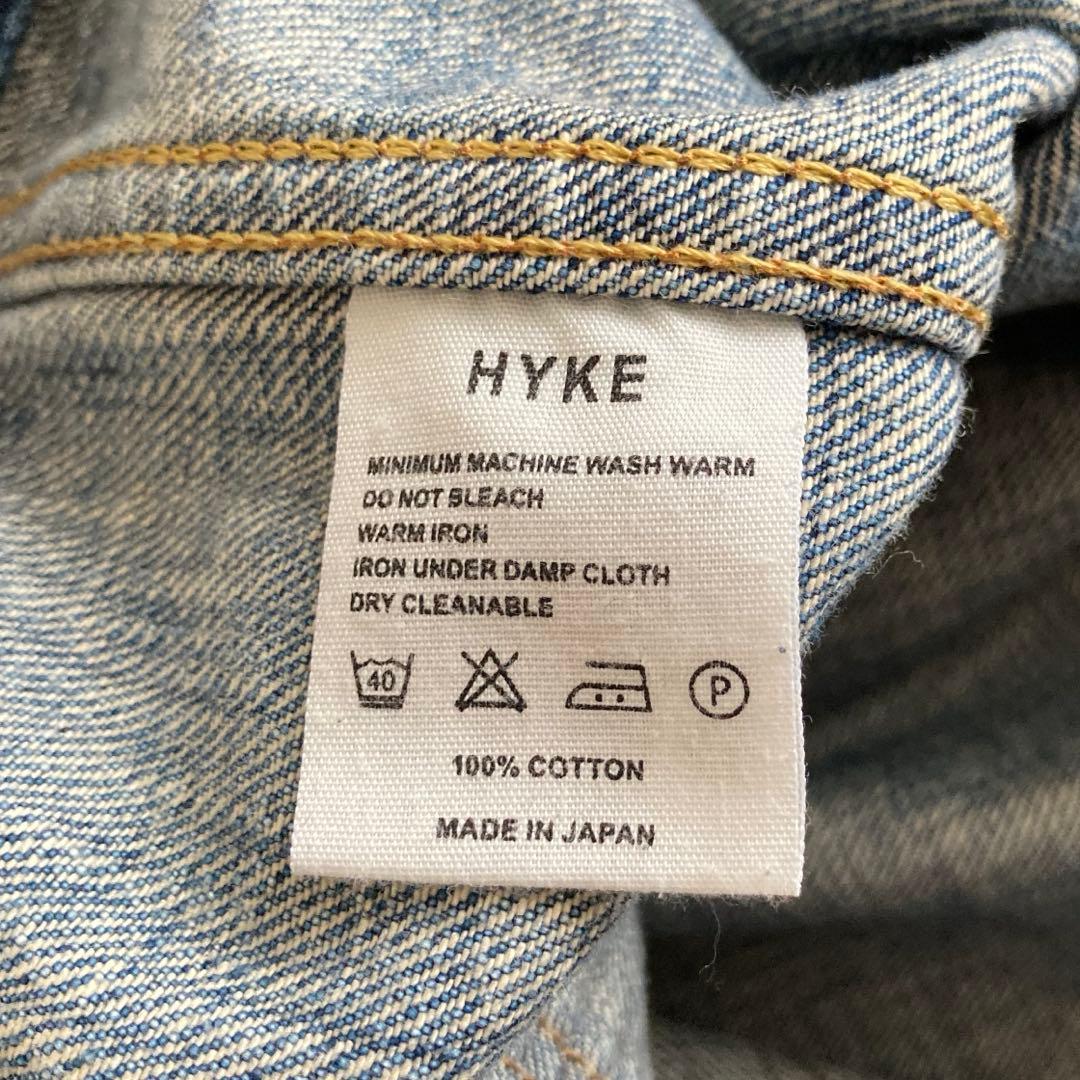 HYKE
MINIMUM MACHINE WASH WARM
DO NOT BLEACH
WARM IRON
IRON UNDER DAMP CLOTH
DRY CLEANABLE
40 P
100% COTTON
MADE IN JAPAN